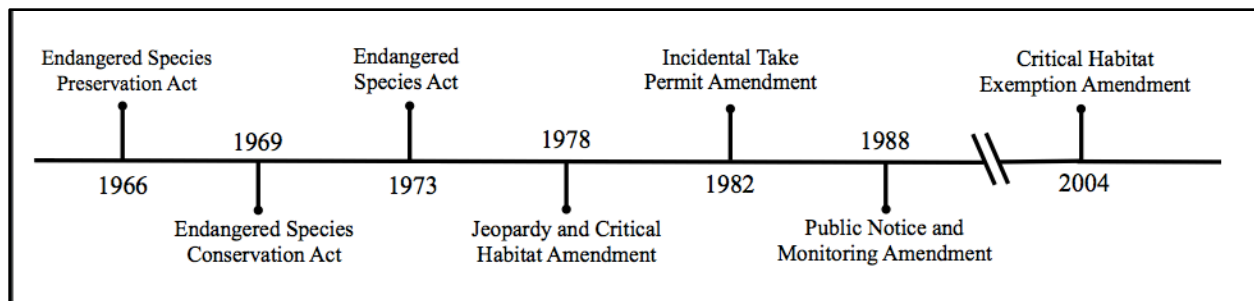 Endangered Species
Preservation Act
1966
1969
Endangered Species
Conservation Act
Endangered
Species Act
1973
1978
Jeopardy and Critical
Habitat Amendment
Incidental Take
Permit Amendment
1982
1988
Public Notice and
Monitoring Amendment
Critical Habitat
Exemption Amendment
2004